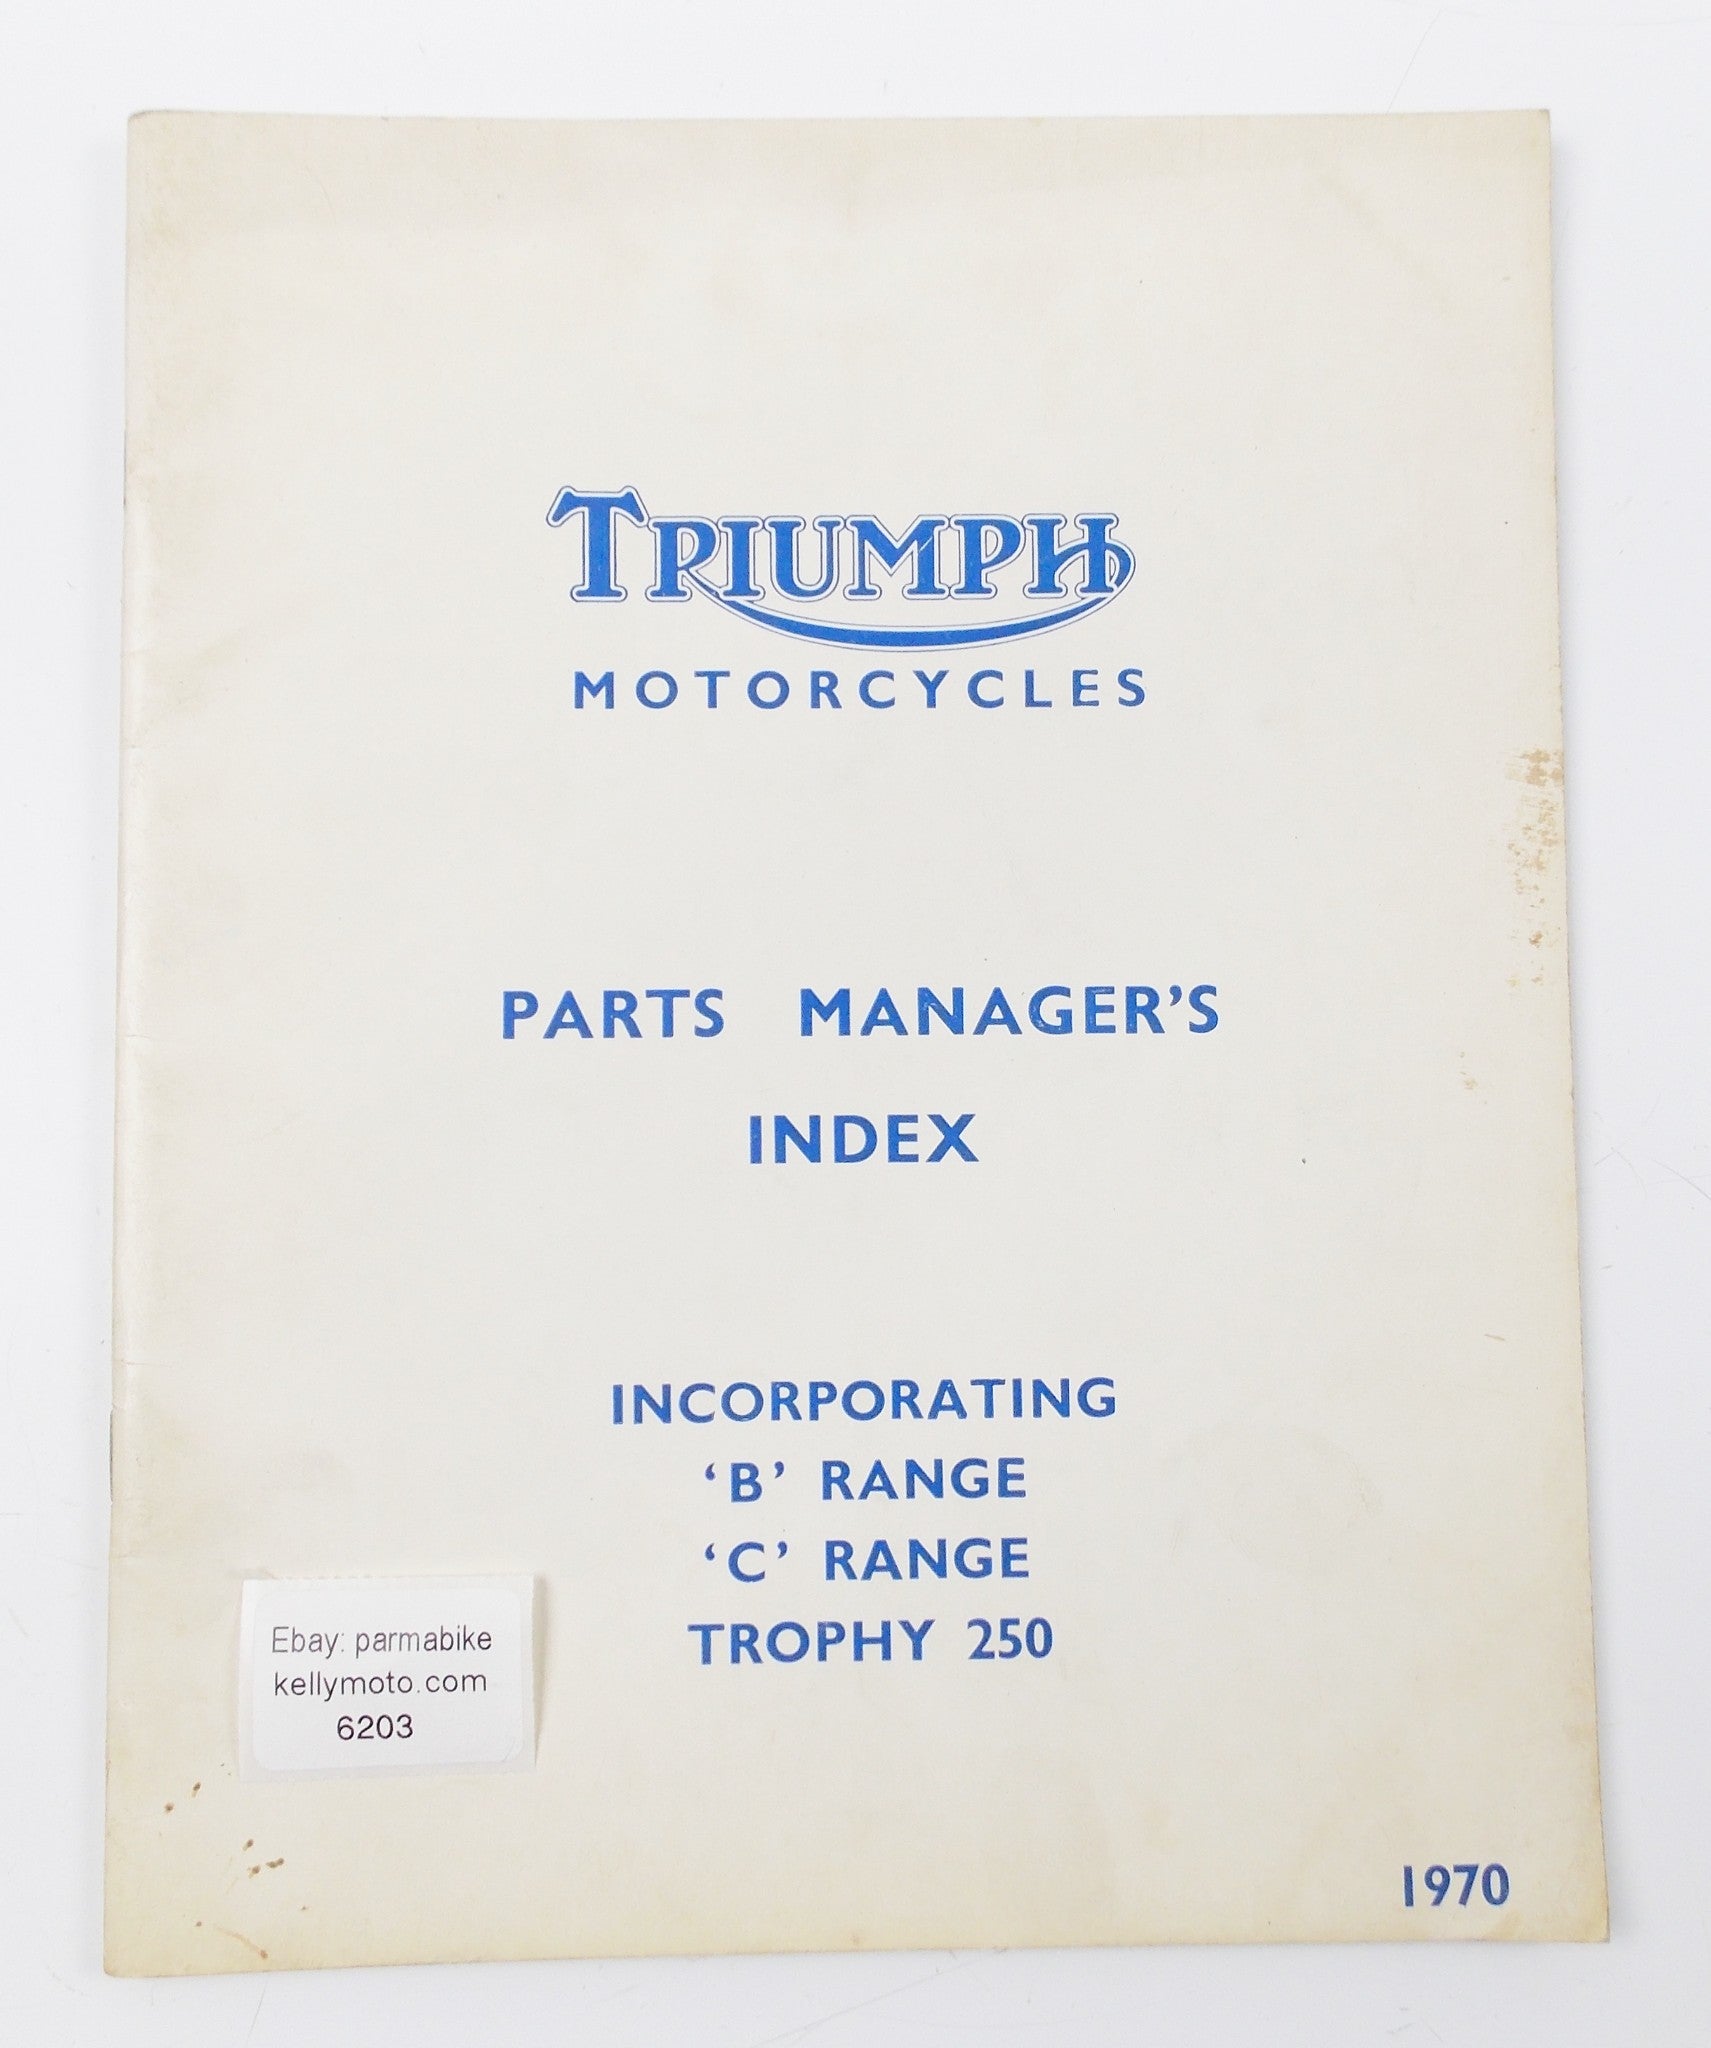 TRIUMPH
MOTORCYCLES
PARTS MANAGER'S
INDEX
INCORPORATING
‘B’ RANGE
‘C’ RANGE
TROPHY 250
Ebay: parmabike
kellymoto.com
6203
1970